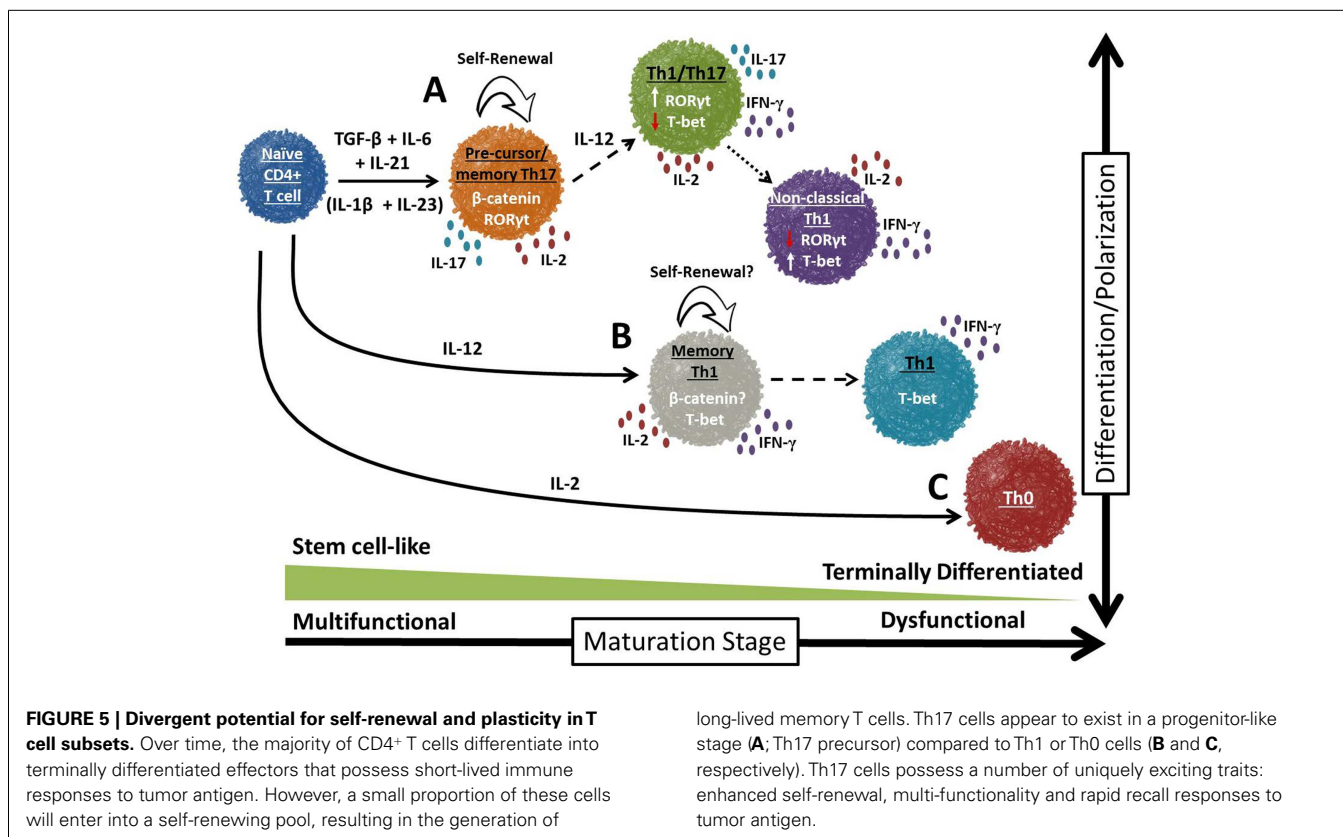 Self-Renewal
A
Naïve
CD4+
T cell
TGF-β + IL-6
+ IL-21
(IL-1β + IL-23)
Pre-cursor/
memory Th17
β-catenin
RORγt
IL-17
IL-2
IL-12
Th1/Th17
↑ RORγt
↓ T-bet
IL-17
IFN-γ
IL-2
Non-classical
Th1
↓ RORγt
↑ T-bet
IL-2
IFN-γ
Self-Renewal?
IL-12
B
Memory
Th1
β-catenin?
T-bet
IL-2
IFN-γ
Th1
T-bet
IFN-γ
IL-2
C
Th0
Stem cell-like
Terminally Differentiated
Multifunctional
Dysfunctional
Maturation Stage
Differentiation/Polarization
FIGURE 5 | Divergent potential for self-renewal and plasticity in T
cell subsets. Over time, the majority of CD4⁺ T cells differentiate into
terminally differentiated effectors that possess short-lived immune
responses to tumor antigen. However, a small proportion of these cells
will enter into a self-renewing pool, resulting in the generation of
long-lived memory T cells. Th17 cells appear to exist in a progenitor-like
stage (A; Th17 precursor) compared to Th1 or Th0 cells (B and C,
respectively). Th17 cells possess a number of uniquely exciting traits:
enhanced self-renewal, multi-functionality and rapid recall responses to
tumor antigen.